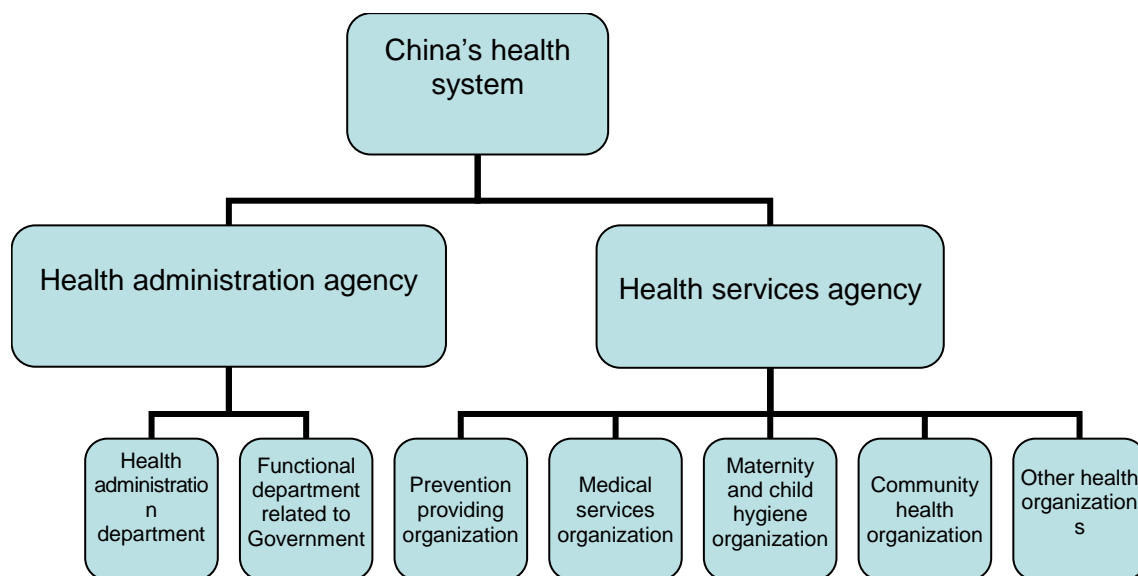 China’s health
system
Health administration agency
Health services agency
Health
administratio
n
department
Functional
department
related to
Government
Prevention
providing
organization
Medical
services
organization
Maternity
and child
hygiene
organization
Community
health
organization
Other health
organization
s